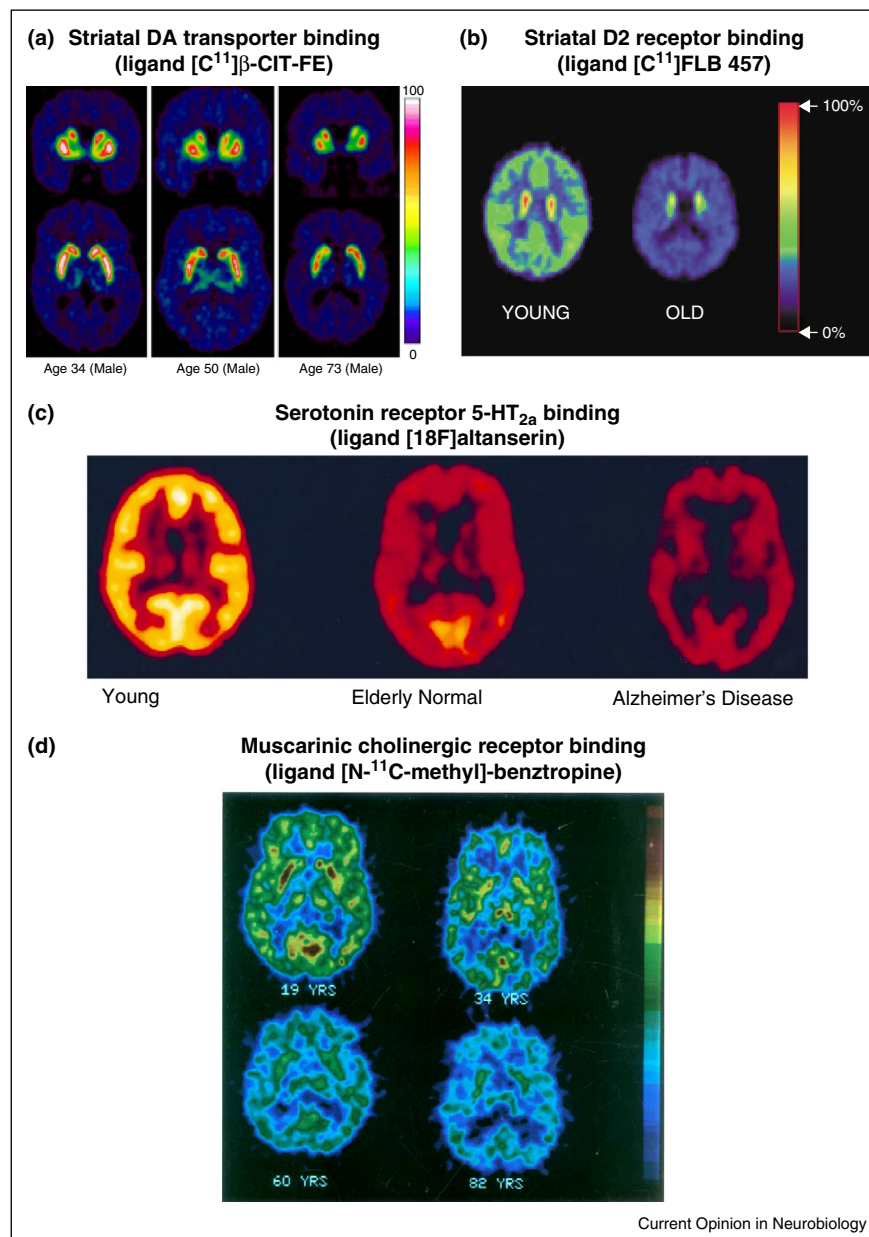 (a) Striatal DA transporter binding
(ligand [C¹¹]β-CIT-FE)
100
0
Age 34 (Male) Age 50 (Male) Age 73 (Male)
(b) Striatal D2 receptor binding
(ligand [C¹¹]FLB 457)
100%
YOUNG OLD
0%
(c) Serotonin receptor 5-HT₂ₐ binding
(ligand [18F]altanserin)
Young Elderly Normal Alzheimer's Disease
(d) Muscarinic cholinergic receptor binding
(ligand [N-¹¹C-methyl]-benztropine)
19 YRS 34 YRS
60 YRS 82 YRS
Current Opinion in Neurobiology